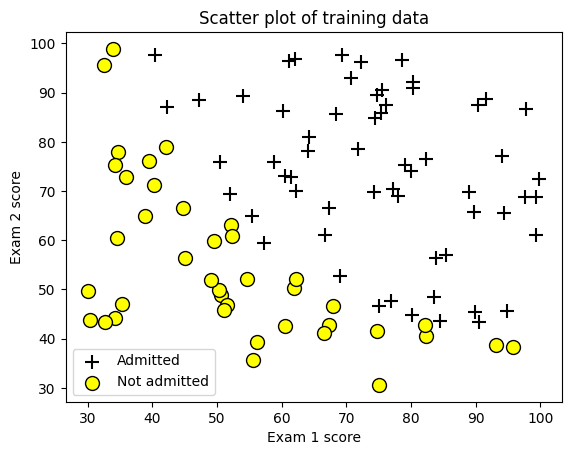 Scatter plot of training data
100
90
80
70
60
50
40
30
Exam 2 score
Admitted
Not admitted
30 40 50 60 70 80 90 100
Exam 1 score